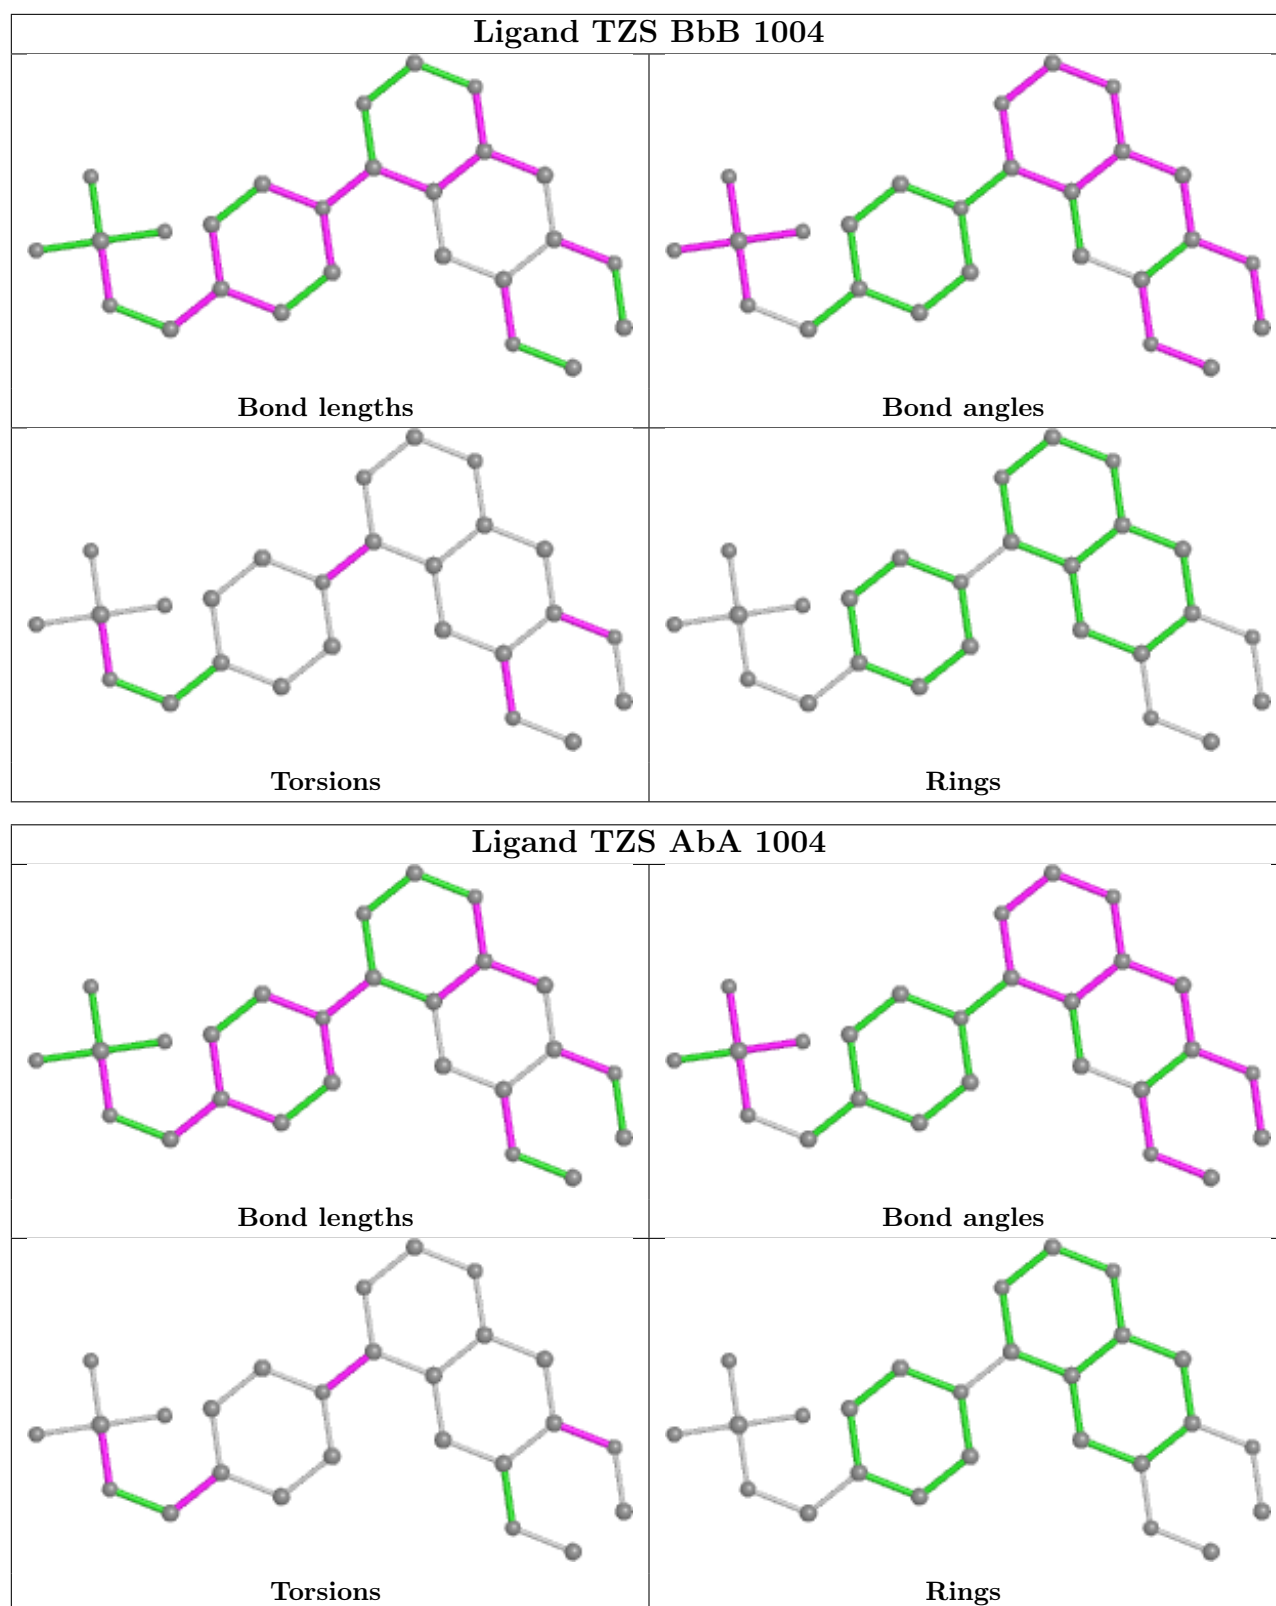 Ligand TZS BbB 1004
Bond lengths
Bond angles
Torsions
Rings
Ligand TZS AbA 1004
Bond lengths
Bond angles
Torsions
Rings